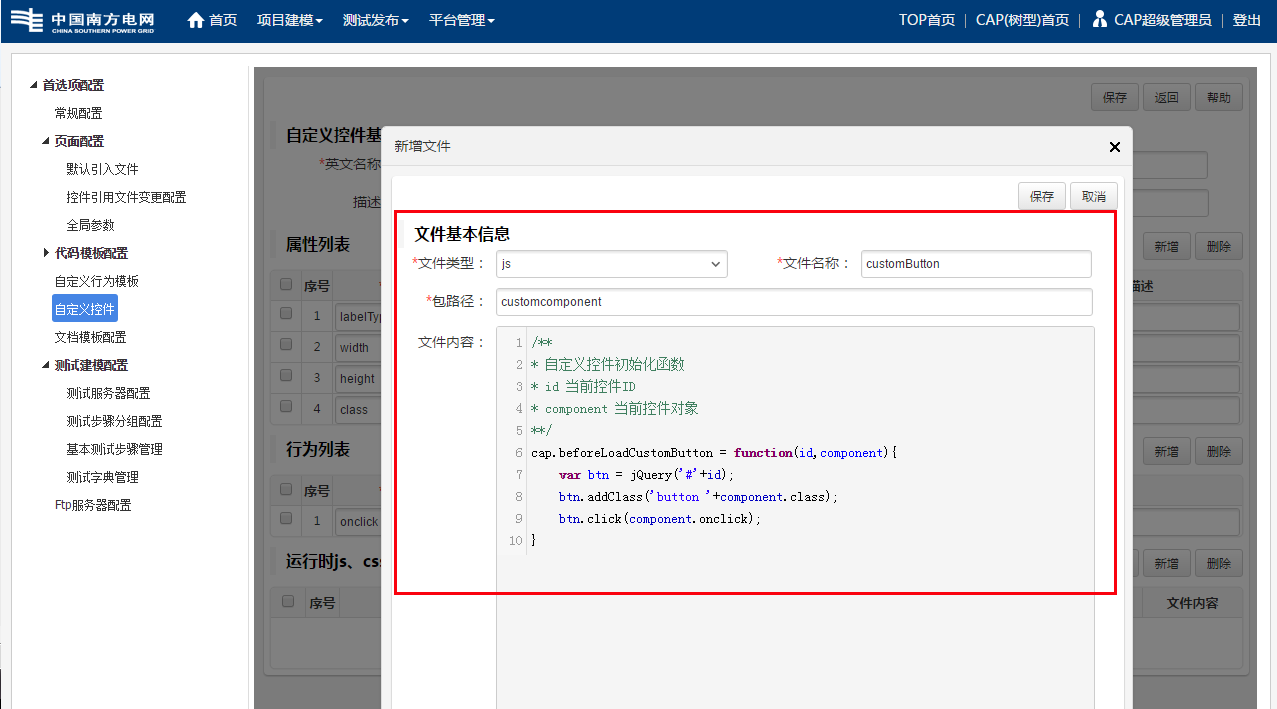 中国南方电网
CHINA SOUTHERN POWER GRID
首页 项目建模 测试发布 平台管理 TOP首页 | CAP(树型)首页 | CAP超级管理员 | 登出
首选项配置
常规配置
页面配置
默认引入文件
控件引用文件变更配置
全局参数
代码模板配置
自定义行为模板
自定义控件
文档模板配置
测试建模配置
测试服务器配置
测试步骤分组配置
基本测试步骤管理
测试字典管理
Ftp服务器配置
保存 返回 帮助
自定义控件基
*英文名称
描述
属性列表 新增 删除
序号 * 描述
1 labelTyp
2 width
3 height
4 class
行为列表 新增 删除
序号 *
1 onclick
运行时js、cs 新增 删除
序号 文件内容
新增文件
保存 取消
文件基本信息
*文件类型： js *文件名称： customButton
*包路径： customcomponent
文件内容：
1 /**
2 * 自定义控件初始化函数
3 * id 当前控件ID
4 * component 当前控件对象
5 **/
6 cap.beforeLoadCustomButton = function(id,component){
7 var btn = jQuery('#'+id);
8 btn.addClass('button '+component.class);
9 btn.click(component.onclick);
10 }